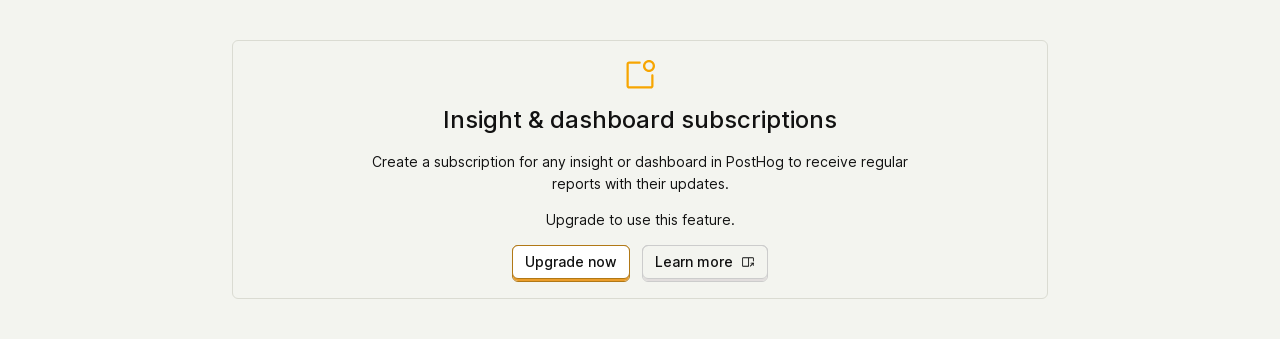 Insight & dashboard subscriptions
Create a subscription for any insight or dashboard in PostHog to receive regular
reports with their updates.
Upgrade to use this feature.
Upgrade now
Learn more